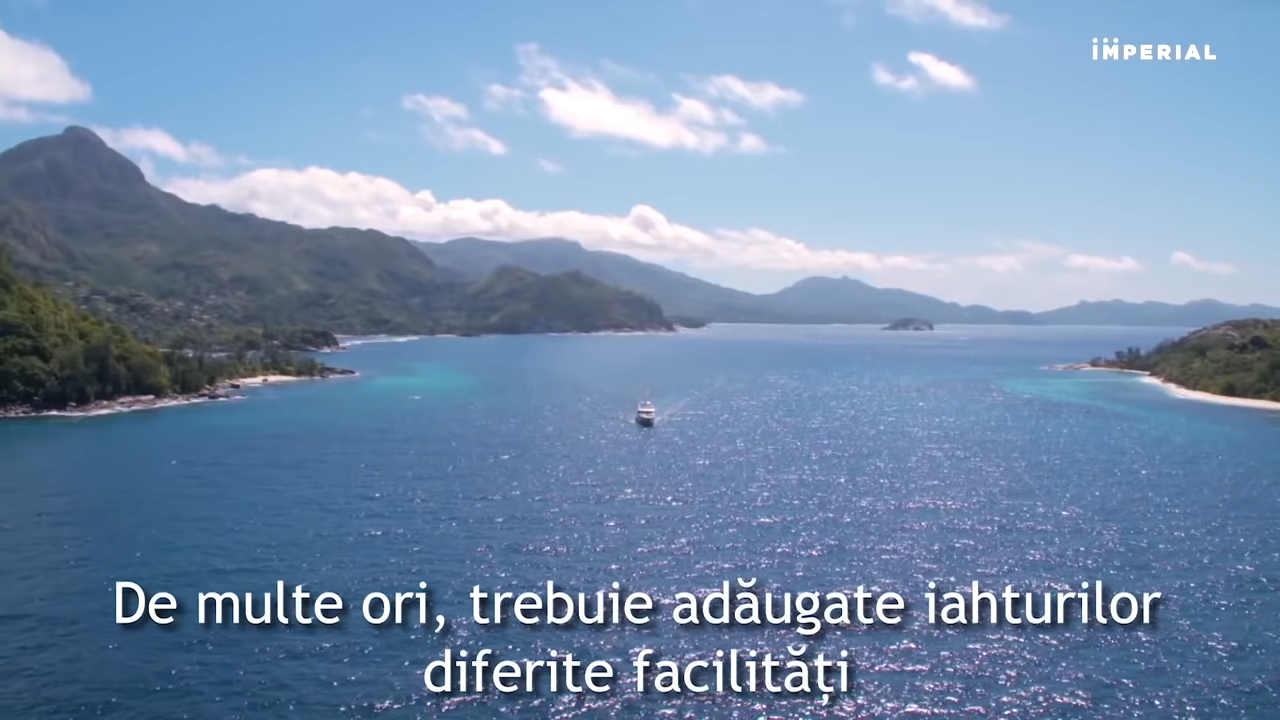 IMPERIAL
De multe ori, trebuie adăugate iahturilor
diferite facilități